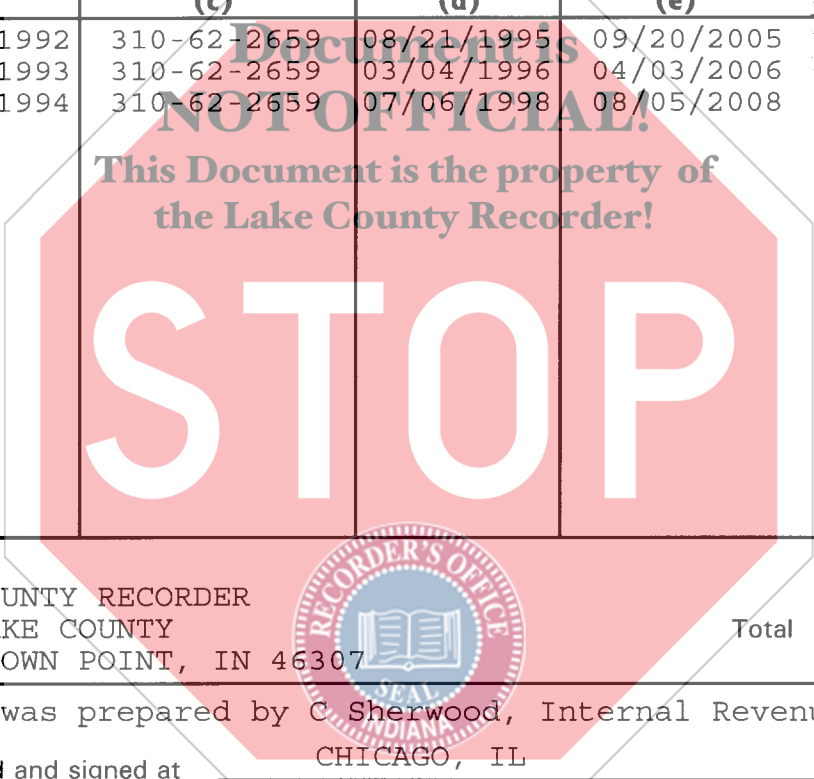 (c) (d) (e)
Document is
1992 310-62-2659 08/21/1995 09/20/2005
1993 310-62-2659 03/04/1996 04/03/2006
1994 310-62-2659 07/06/1998 08/05/2008
NOT OFFICIAL!
This Document is the property of
the Lake County Recorder!
STOP
RECORDER'S OFFICE
SEAL
INDIANA
UNTY RECORDER
KE COUNTY
Total
OWN POINT, IN 46307
was prepared by C Sherwood, Internal Revenu
and signed at CHICAGO, IL